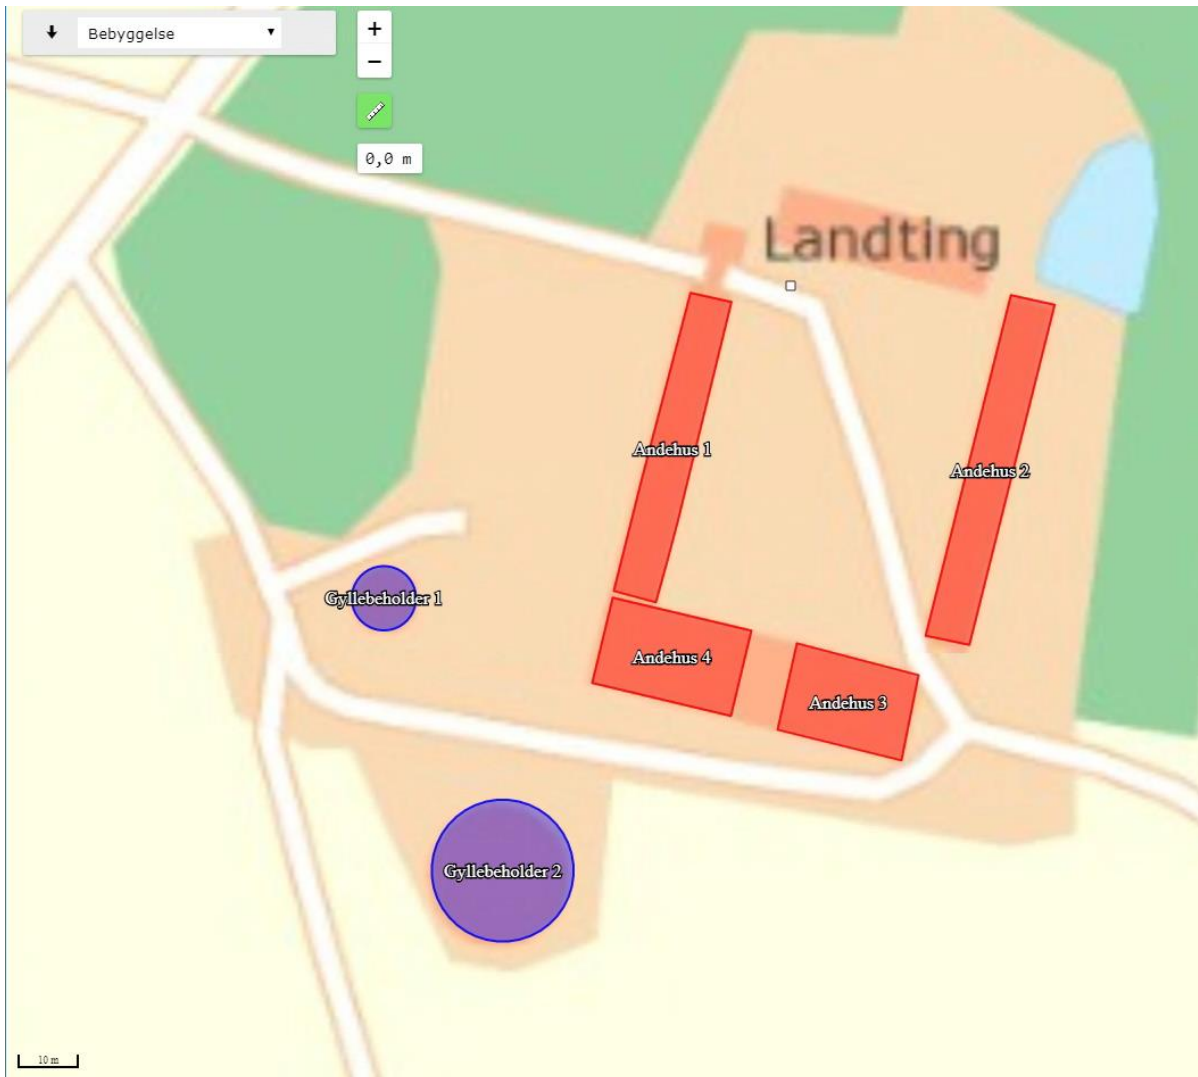 Bebyggelse
+
−
0,0 m
Landting
Andehus 1
Andehus 2
Gyllebeholder 1
Andehus 4
Andehus 3
Gyllebeholder 2
10 m